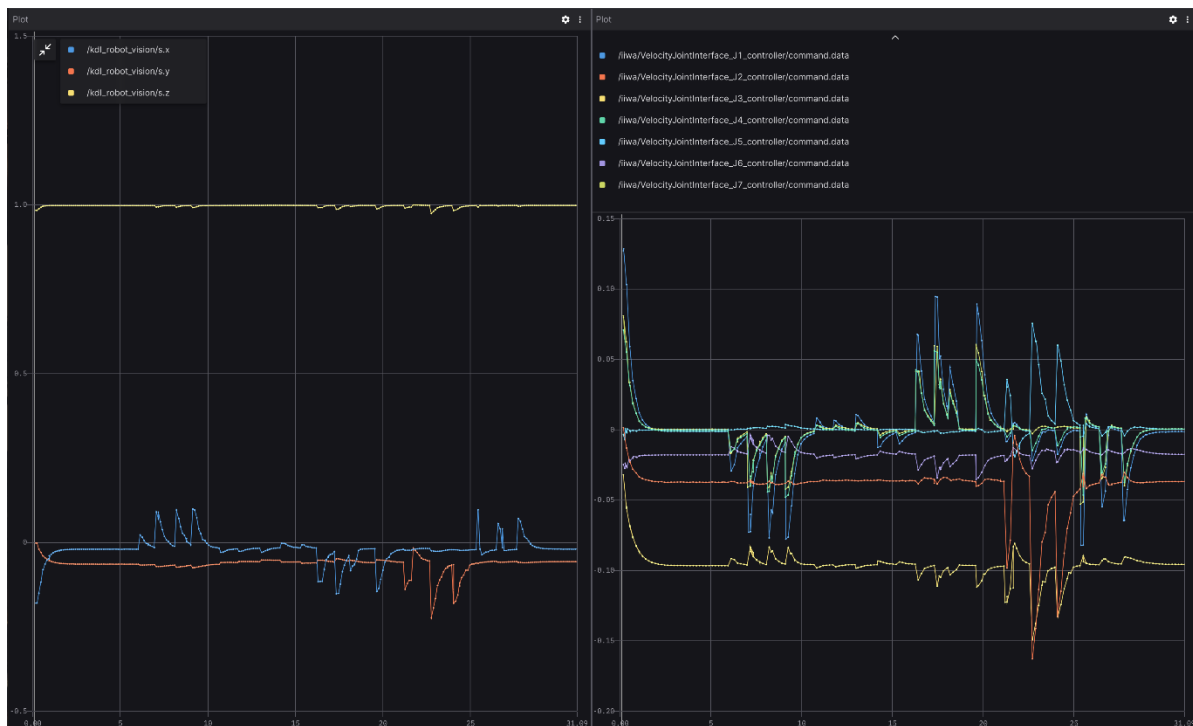 Plot
/kdl_robot_vision/s.x
/kdl_robot_vision/s.y
/kdl_robot_vision/s.z
1.5
1.0
0.5
0
-0.5
0.00 5 10 15 20 25 31.09
Plot
/iiwa/VelocityJointInterface_J1_controller/command.data
/iiwa/VelocityJointInterface_J2_controller/command.data
/iiwa/VelocityJointInterface_J3_controller/command.data
/iiwa/VelocityJointInterface_J4_controller/command.data
/iiwa/VelocityJointInterface_J5_controller/command.data
/iiwa/VelocityJointInterface_J6_controller/command.data
/iiwa/VelocityJointInterface_J7_controller/command.data
0.15
0.10
0.05
0
-0.05
-0.10
-0.15
-0.20
0.00 5 10 15 20 25 31.09